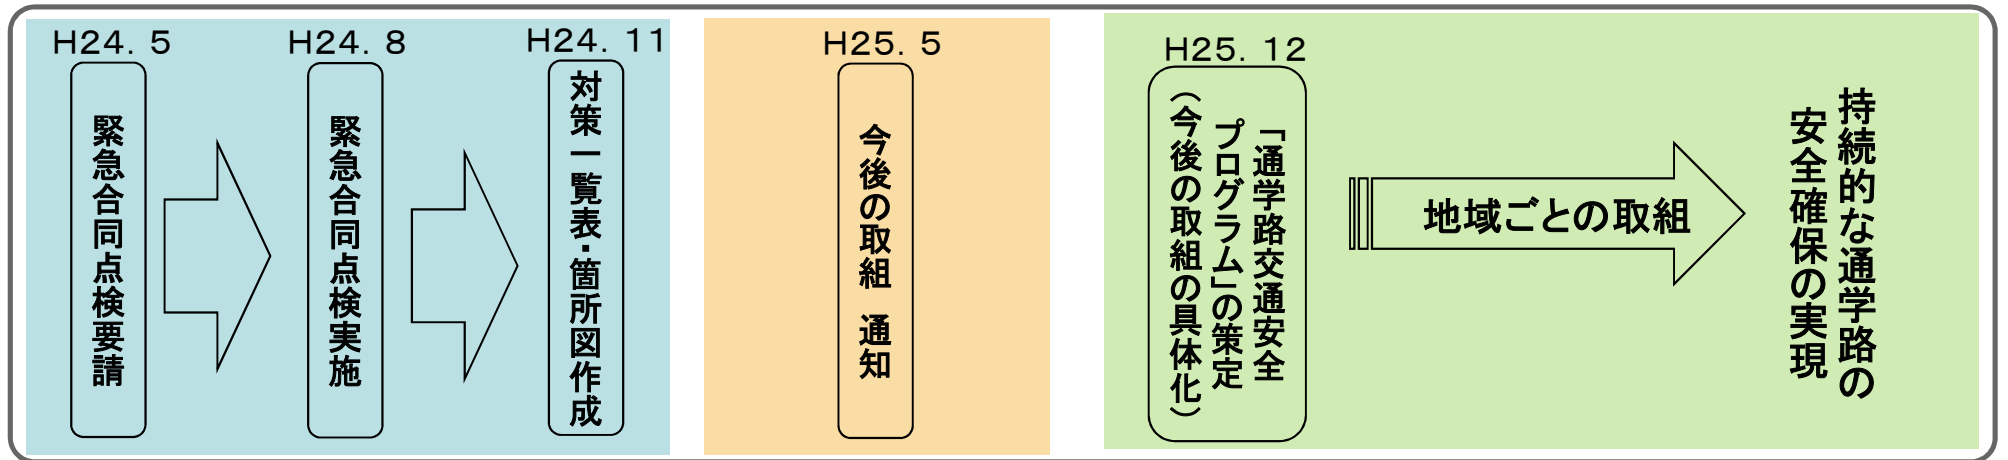 H24. 5
緊急合同点検要請
H24. 8
緊急合同点検実施
H24. 11
対策一覧表・箇所図作成
H25. 5
今後の取組 通知
H25. 12
「通学路交通安全
プログラム」の策定
(今後の取組の具体化)
地域ごとの取組
持続的な通学路の
安全確保の実現